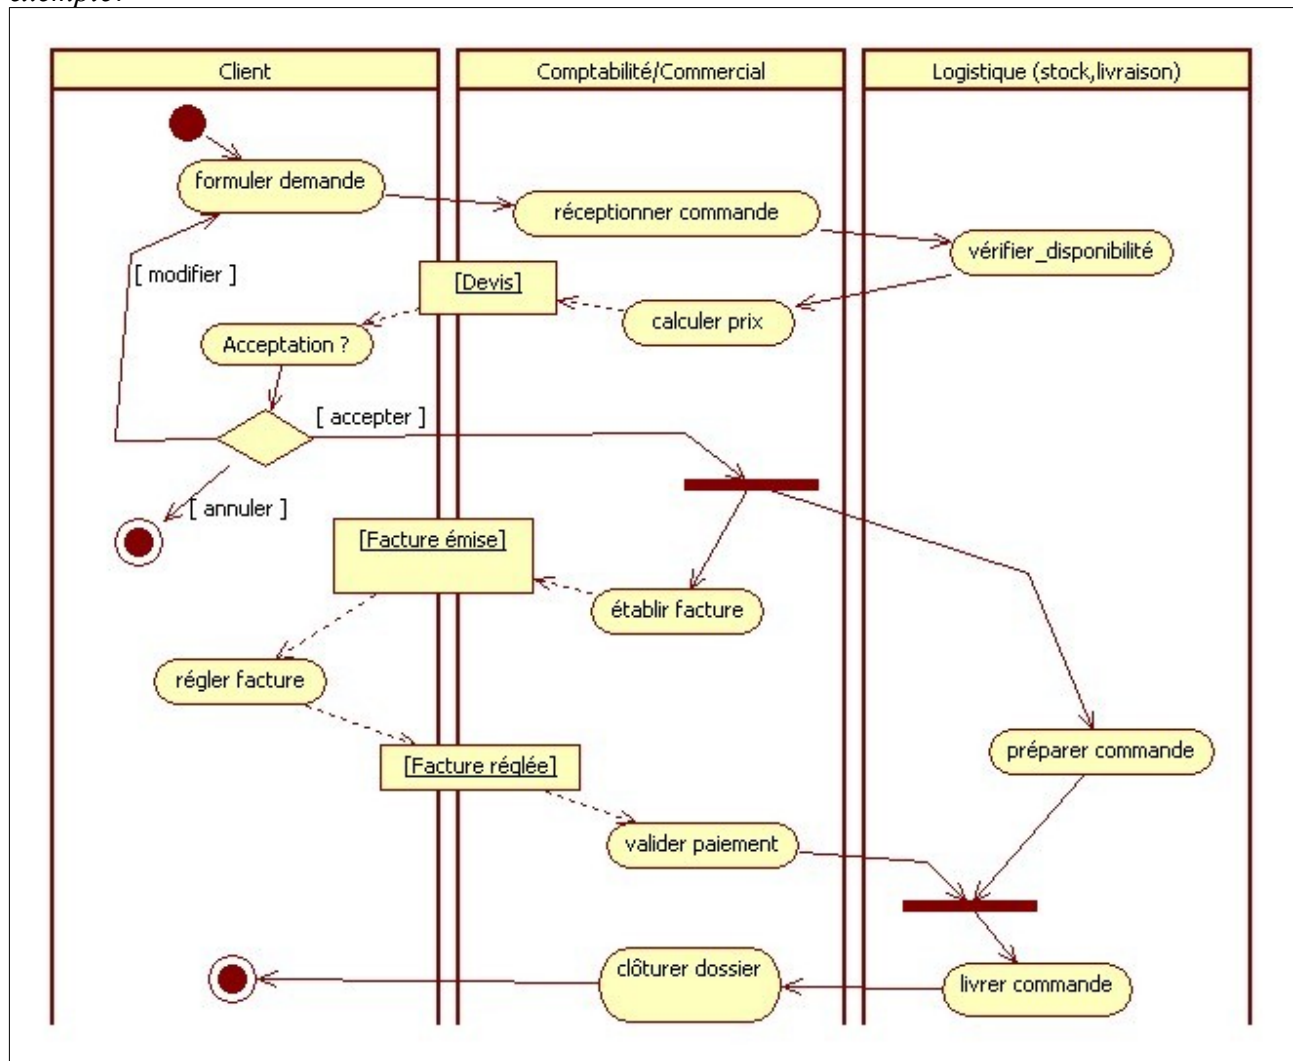 exemple:
Client
Comptabilité/Commercial
Logistique (stock,livraison)
formuler demande
réceptionner commande
vérifier_disponibilité
[ modifier ]
[Devis]
calculer prix
Acceptation ?
[ accepter ]
[ annuler ]
[Facture émise]
établir facture
régler facture
[Facture réglée]
préparer commande
valider paiement
clôturer dossier
livrer commande